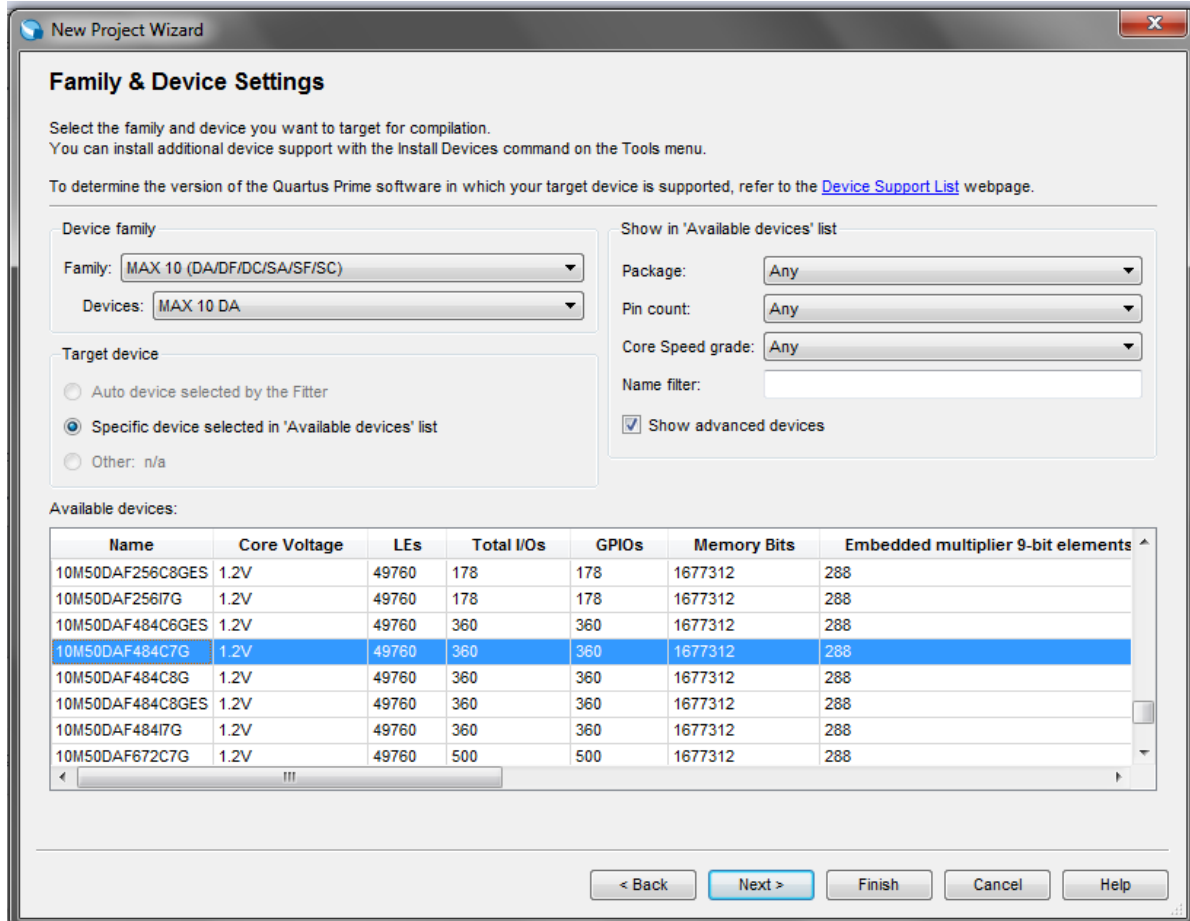 New Project Wizard
Family & Device Settings
Select the family and device you want to target for compilation.
You can install additional device support with the Install Devices command on the Tools menu.
To determine the version of the Quartus Prime software in which your target device is supported, refer to the Device Support List webpage.
Device family
Family: MAX 10 (DA/DF/DC/SA/SF/SC)
Devices: MAX 10 DA
Target device
Auto device selected by the Fitter
Specific device selected in 'Available devices' list
Other: n/a
Show in 'Available devices' list
Package: Any
Pin count: Any
Core Speed grade: Any
Name filter:
Show advanced devices
Available devices:
Name Core Voltage LEs Total I/Os GPIOs Memory Bits Embedded multiplier 9-bit elements
10M50DAF256C8GES 1.2V 49760 178 178 1677312 288
10M50DAF256I7G 1.2V 49760 178 178 1677312 288
10M50DAF484C6GES 1.2V 49760 360 360 1677312 288
10M50DAF484C7G 1.2V 49760 360 360 1677312 288
10M50DAF484C8G 1.2V 49760 360 360 1677312 288
10M50DAF484C8GES 1.2V 49760 360 360 1677312 288
10M50DAF484I7G 1.2V 49760 360 360 1677312 288
10M50DAF672C7G 1.2V 49760 500 500 1677312 288
< Back Next > Finish Cancel Help